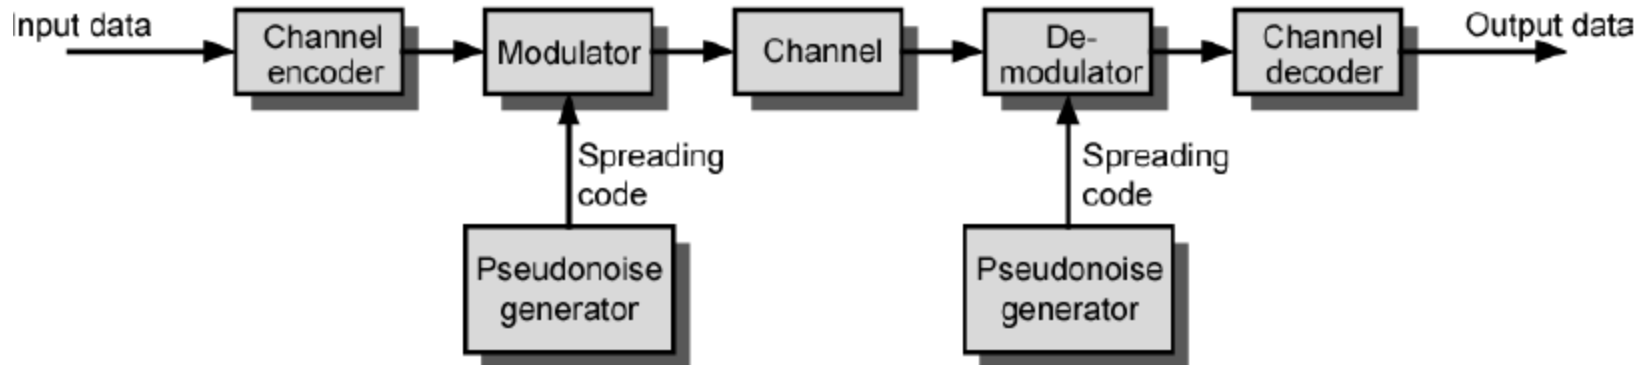 Input data
Channel
encoder
Modulator
Channel
De-
modulator
Channel
decoder
Output data
Spreading
code
Spreading
code
Pseudonoise
generator
Pseudonoise
generator